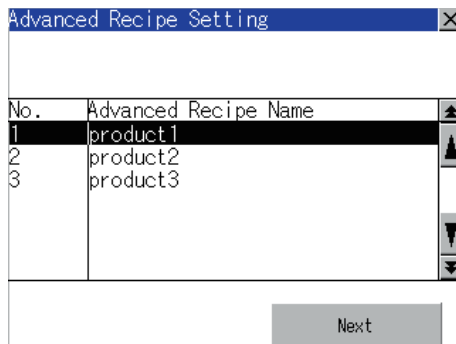 Advanced Recipe Setting
No. Advanced Recipe Name
1 product1
2 product2
3 product3
Next